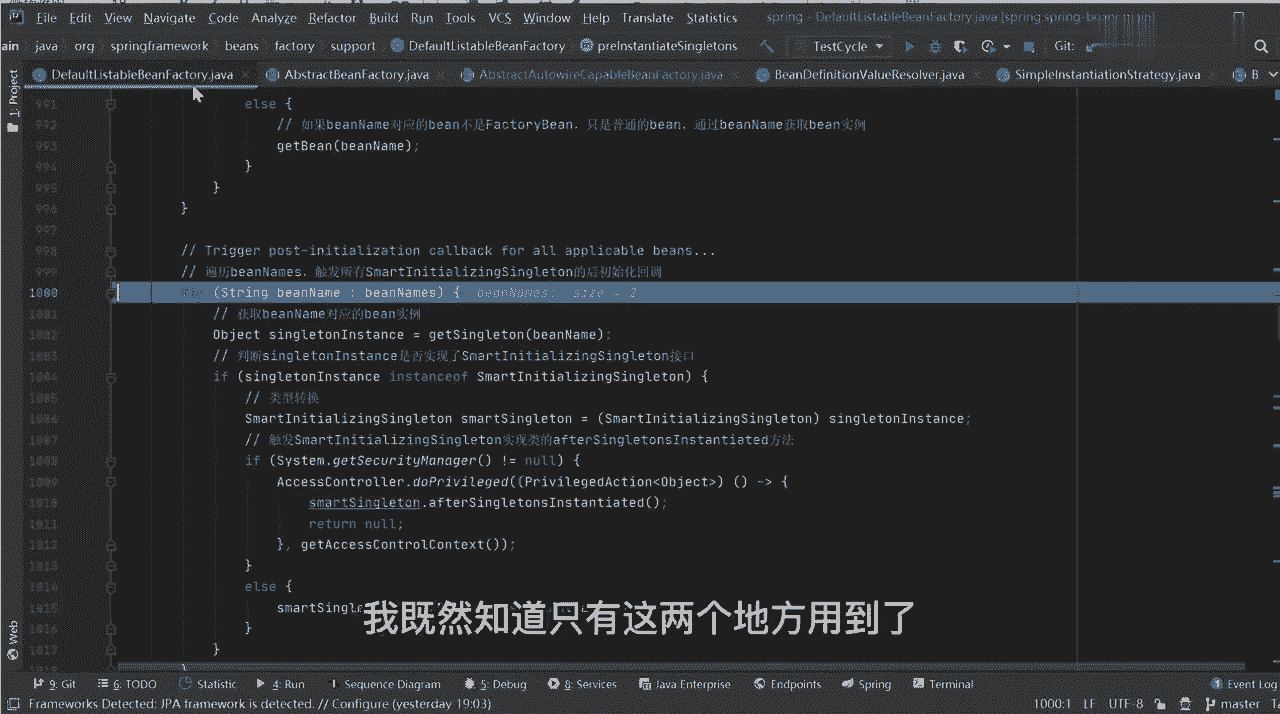 File Edit View Navigate Code Analyze Refactor Build Run Tools VCS Window Help Translate Statistics spring - DefaultListableBeanFactory.java
ain java org springframework beans factory support DefaultListableBeanFactory preInstantiateSingletons TestCycle Git:
1: Project
DefaultListableBeanFactory.java AbstractBeanFactory.java AbstractAutowireCapableBeanFactory.java BeanDefinitionValueResolver.java SimpleInstantiationStrategy.java B
991 else {
992 // 如果beanName对应的bean不是FactoryBean，只是普通的bean，通过beanName获取bean实例
993 getBean(beanName);
994 }
995 }
996 }
997
998 // Trigger post-initialization callback for all applicable beans...
999 // 遍历beanNames，触发所有SmartInitializingSingleton的后初始化回调
1000 for (String beanName : beanNames) { beanNames: size = 2
1001 // 获取beanName对应的bean实例
1002 Object singletonInstance = getSingleton(beanName);
1003 // 判断singletonInstance是否实现了SmartInitializingSingleton接口
1004 if (singletonInstance instanceof SmartInitializingSingleton) {
1005 // 类型转换
1006 SmartInitializingSingleton smartSingleton = (SmartInitializingSingleton) singletonInstance;
1007 // 触发SmartInitializingSingleton实现类的afterSingletonsInstantiated方法
1008 if (System.getSecurityManager() != null) {
1009 AccessController.doPrivileged((PrivilegedAction<Object>) () -> {
1010 smartSingleton.afterSingletonsInstantiated();
1011 return null;
1012 }, getAccessControlContext());
1013 }
1014 else {
1015 smartSingle
我既然知道只有这两个地方用到了
1016 }
1017 }
}
Web
9: Git 6: TODO Statistic 4: Run Sequence Diagram 5: Debug 8: Services Java Enterprise Endpoints Spring Terminal 1 Event Log
Frameworks Detected: JPA framework is detected. // Configure (yesterday 19:03) 1000:1 LF UTF-8 master